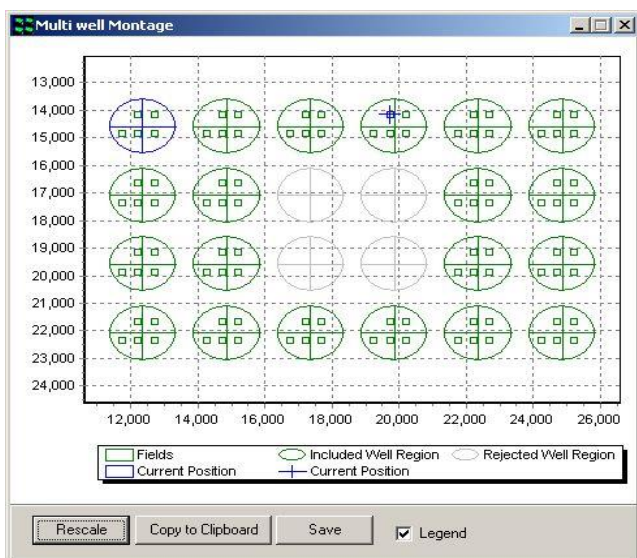 Multi well Montage
13,000
14,000
15,000
16,000
17,000
18,000
19,000
20,000
21,000
22,000
23,000
24,000
12,000 14,000 16,000 18,000 20,000 22,000 24,000 26,000
Fields Included Well Region Rejected Well Region
Current Position Current Position
Rescale Copy to Clipboard Save Legend